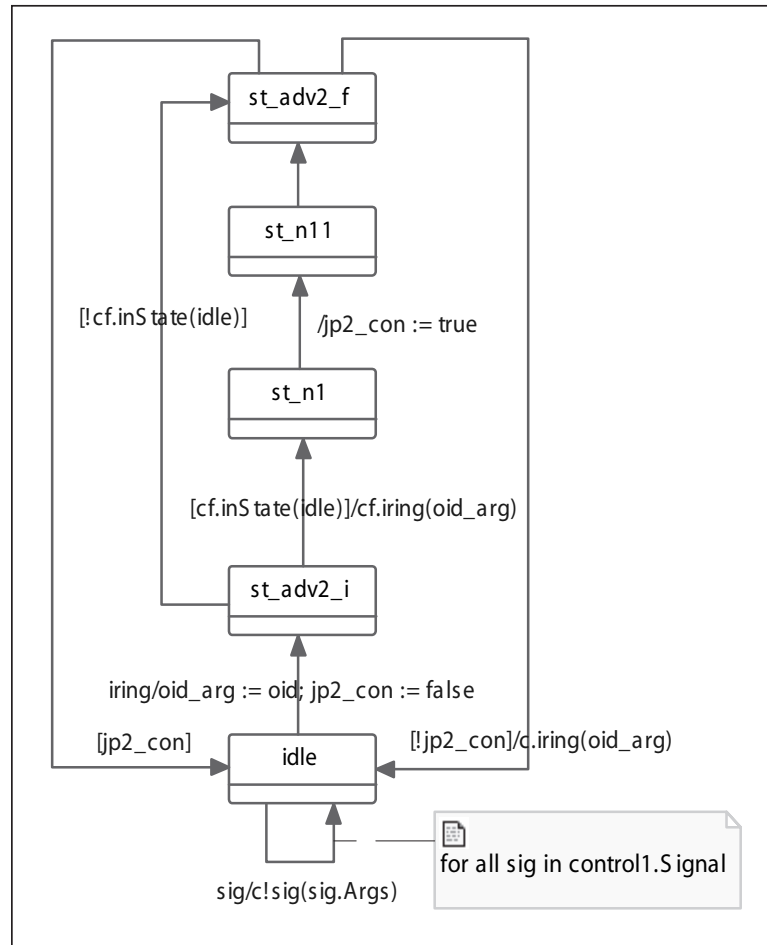 st_adv2_f
st_n11
[!cf.inState(idle)]
/jp2_con := true
st_n1
[cf.inState(idle)]/cf.iring(oid_arg)
st_adv2_i
iring/oid_arg := oid; jp2_con := false
[jp2_con]
[!jp2_con]/c.iring(oid_arg)
idle
for all sig in control1.Signal
sig/c!sig(sig.Args)